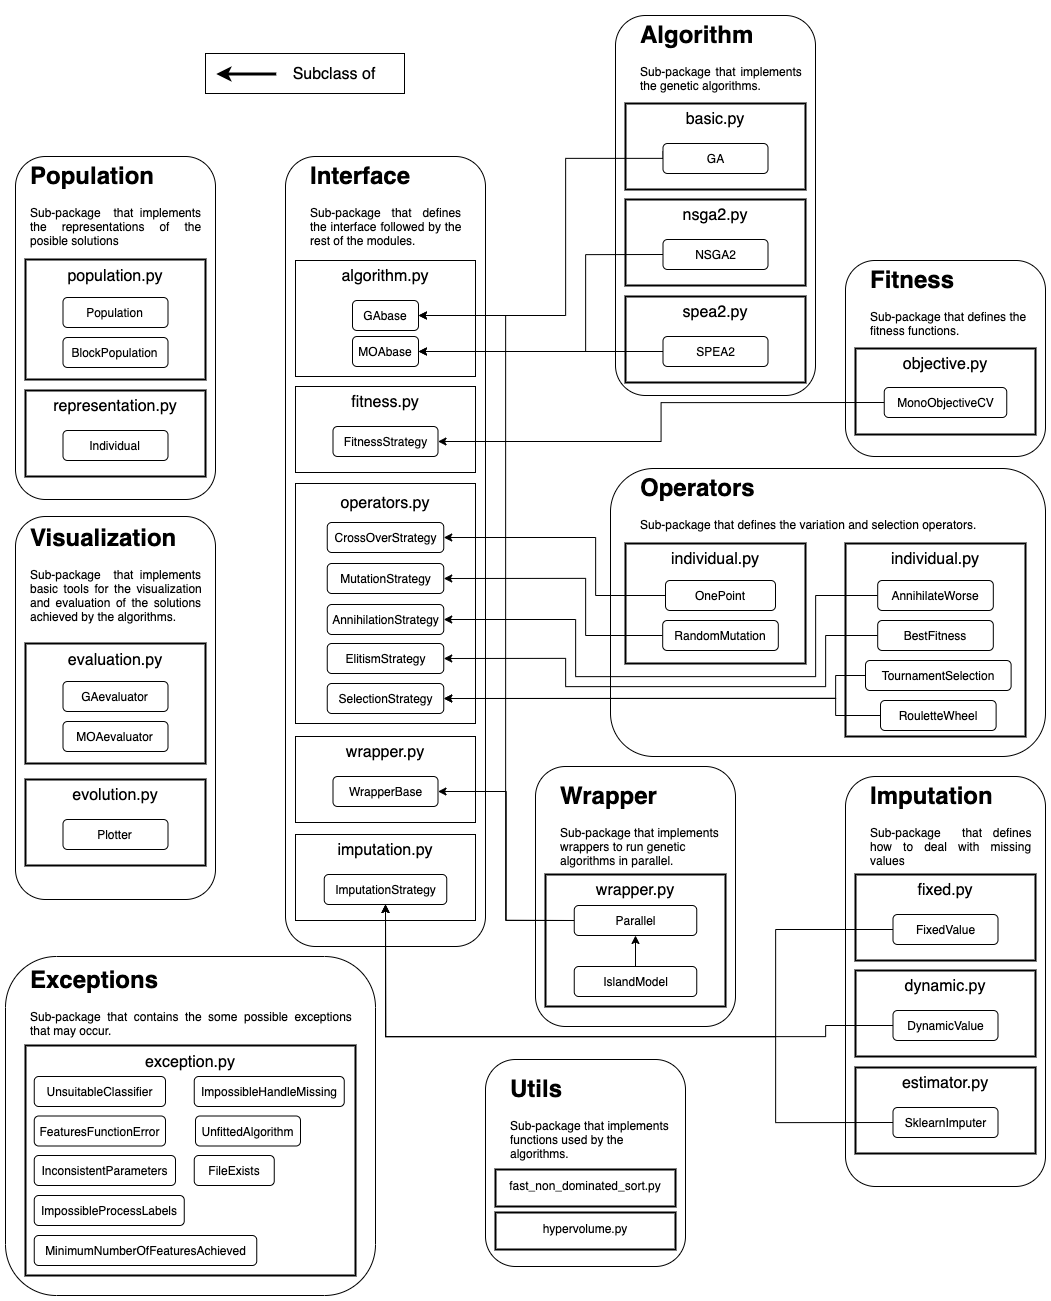 Subclass of
Algorithm
Sub-package that implements
the genetic algorithms.
basic.py
GA
nsga2.py
NSGA2
spea2.py
SPEA2
Population
Sub-package that implements
the representations of the
posible solutions
population.py
Population
BlockPopulation
representation.py
Individual
Interface
Sub-package that defines
the interface followed by the
rest of the modules.
algorithm.py
GAbase
MOAbase
fitness.py
FitnessStrategy
operators.py
CrossOverStrategy
MutationStrategy
AnnihilationStrategy
ElitismStrategy
SelectionStrategy
wrapper.py
WrapperBase
imputation.py
ImputationStrategy
Fitness
Sub-package that defines the
fitness functions.
objective.py
MonoObjectiveCV
Operators
Sub-package that defines the variation and selection operators.
individual.py
OnePoint
RandomMutation
individual.py
AnnihilateWorse
BestFitness
TournamentSelection
RouletteWheel
Visualization
Sub-package that implements
basic tools for the visualization
and evaluation of the solutions
achieved by the algorithms.
evaluation.py
GAevaluator
MOAevaluator
evolution.py
Plotter
Wrapper
Sub-package that implements
wrappers to run genetic
algorithms in parallel.
wrapper.py
Parallel
IslandModel
Imputation
Sub-package that defines
how to deal with missing
values
fixed.py
FixedValue
dynamic.py
DynamicValue
estimator.py
SklearnImputer
Exceptions
Sub-package that contains the some possible exceptions
that may occur.
exception.py
UnsuitableClassifier
ImpossibleHandleMissing
FeaturesFunctionError
UnfittedAlgorithm
InconsistentParameters
FileExists
ImpossibleProcessLabels
MinimumNumberOfFeaturesAchieved
Utils
Sub-package that implements
functions used by the
algorithms.
fast_non_dominated_sort.py
hypervolume.py